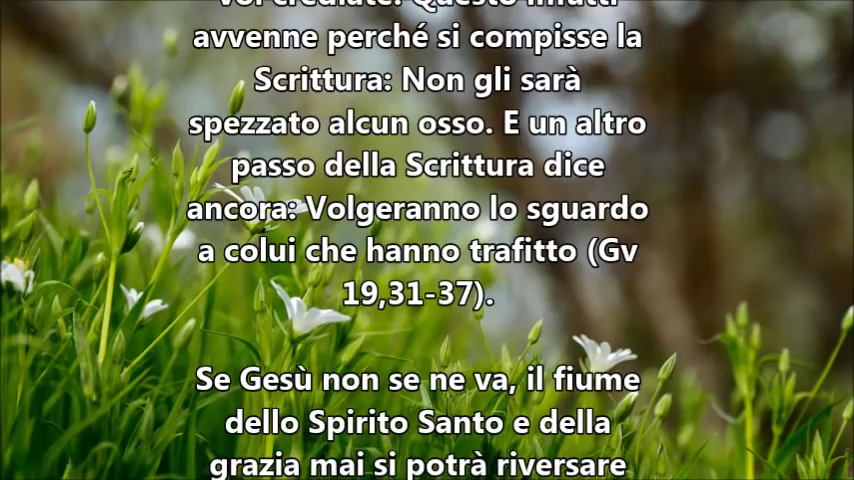 voi crediate. Questo infatti
avvenne perché si compisse la
Scrittura: Non gli sarà
spezzato alcun osso. E un altro
passo della Scrittura dice
ancora: Volgeranno lo sguardo
a colui che hanno trafitto (Gv
19,31-37).
Se Gesù non se ne va, il fiume
dello Spirito Santo e della
grazia mai si potrà riversare